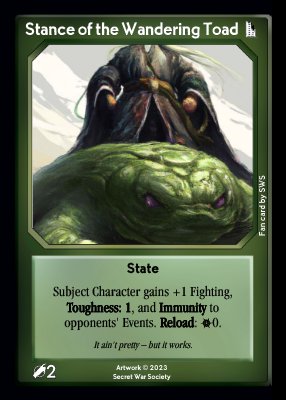 Stance of the Wandering Toad
Fan card by SWS
State
Subject Character gains +1 Fighting,
Toughness: 1, and Immunity to
opponents' Events. Reload: 0.
It ain't pretty – but it works.
2
Artwork © 2023
Secret War Society